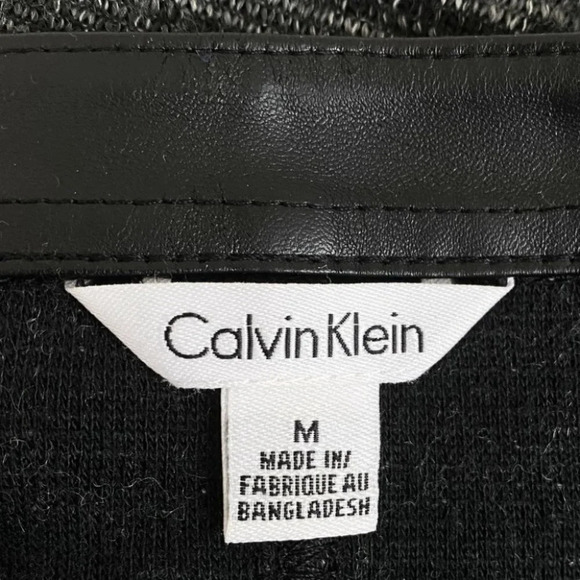 Calvin Klein
M
MADE IN/
FABRIQUE AU
BANGLADESH